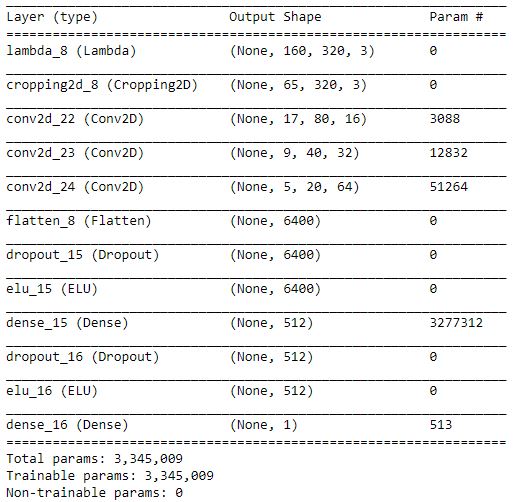 Layer (type) Output Shape Param #
lambda_8 (Lambda) (None, 160, 320, 3) 0
cropping2d_8 (Cropping2D) (None, 65, 320, 3) 0
conv2d_22 (Conv2D) (None, 17, 80, 16) 3088
conv2d_23 (Conv2D) (None, 9, 40, 32) 12832
conv2d_24 (Conv2D) (None, 5, 20, 64) 51264
flatten_8 (Flatten) (None, 6400) 0
dropout_15 (Dropout) (None, 6400) 0
elu_15 (ELU) (None, 6400) 0
dense_15 (Dense) (None, 512) 3277312
dropout_16 (Dropout) (None, 512) 0
elu_16 (ELU) (None, 512) 0
dense_16 (Dense) (None, 1) 513
Total params: 3,345,009
Trainable params: 3,345,009
Non-trainable params: 0